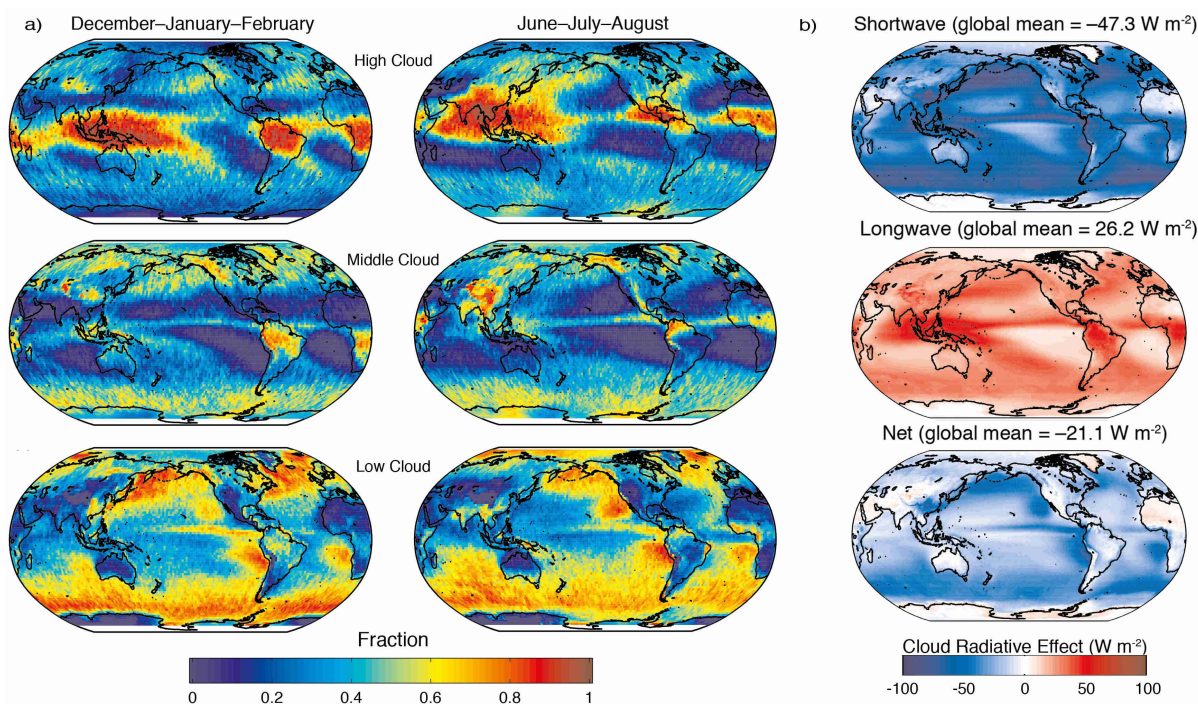 a)
December–January–February
June–July–August
b)
Shortwave (global mean = –47.3 W m-2)
High Cloud
Longwave (global mean = 26.2 W m-2)
Middle Cloud
Net (global mean = –21.1 W m-2)
Low Cloud
Fraction
0 0.2 0.4 0.6 0.8 1
Cloud Radiative Effect (W m-2)
-100 -50 0 50 100